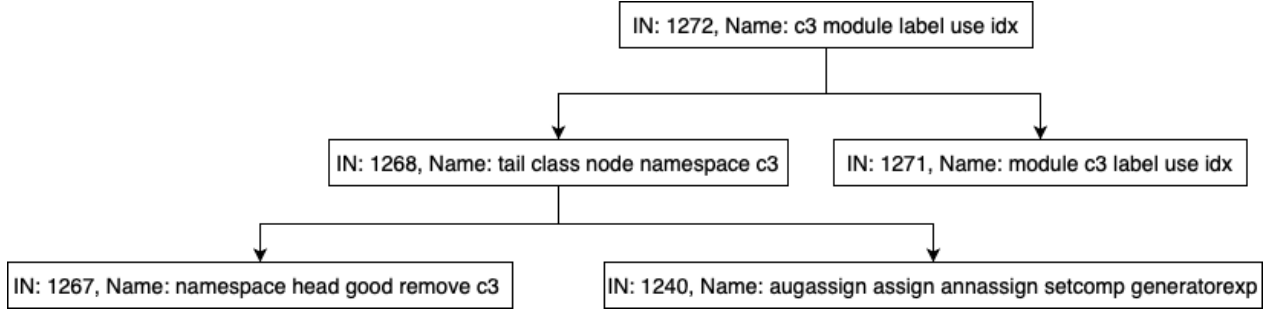 IN: 1272, Name: c3 module label use idx
IN: 1268, Name: tail class node namespace c3
IN: 1271, Name: module c3 label use idx
IN: 1267, Name: namespace head good remove c3
IN: 1240, Name: augassign assign annassign setcomp generatorexp